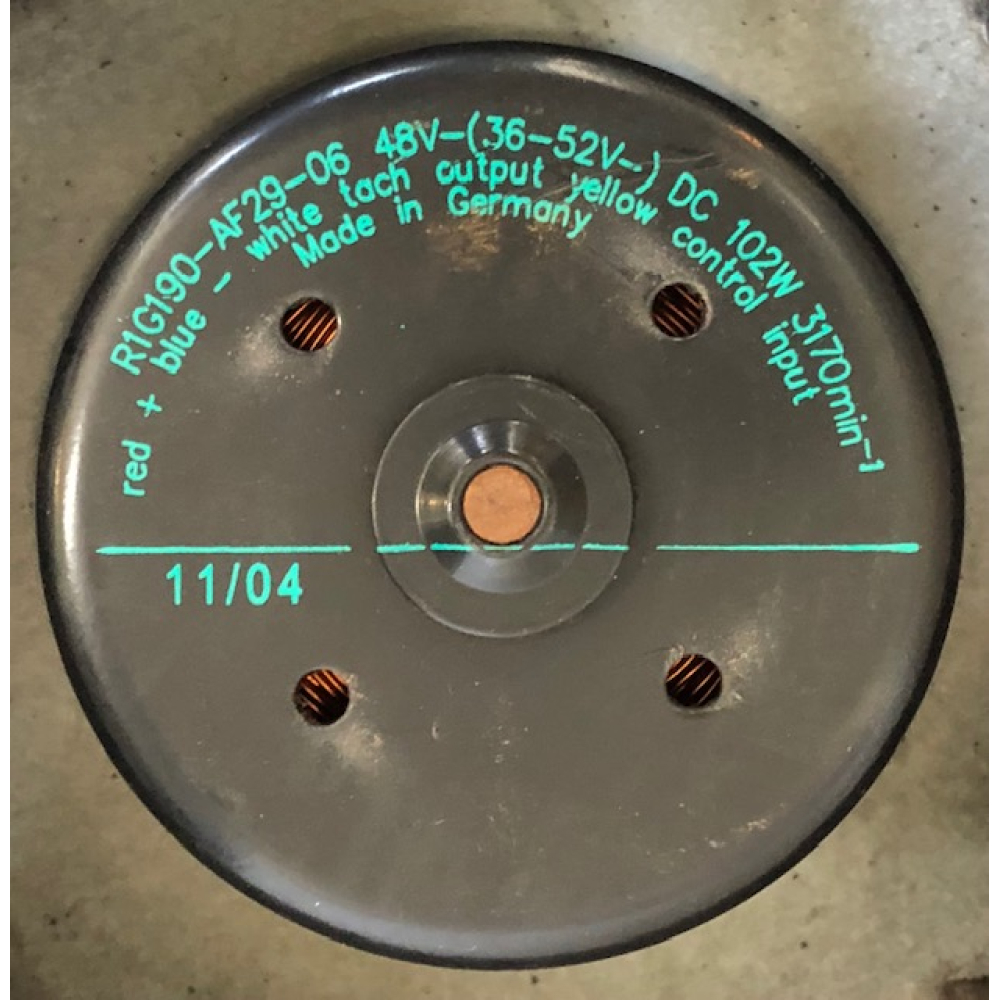 R1G190-AF29-06 48V-(36-52V-) DC 102W 3170min-1
red + blue - white tach output yellow control input
Made in Germany
11/04